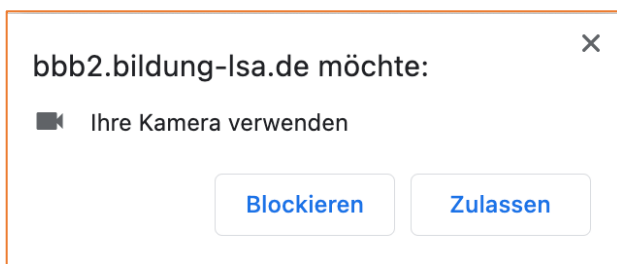 bbb2.bildung-lsa.de möchte:
Ihre Kamera verwenden
Blockieren
Zulassen